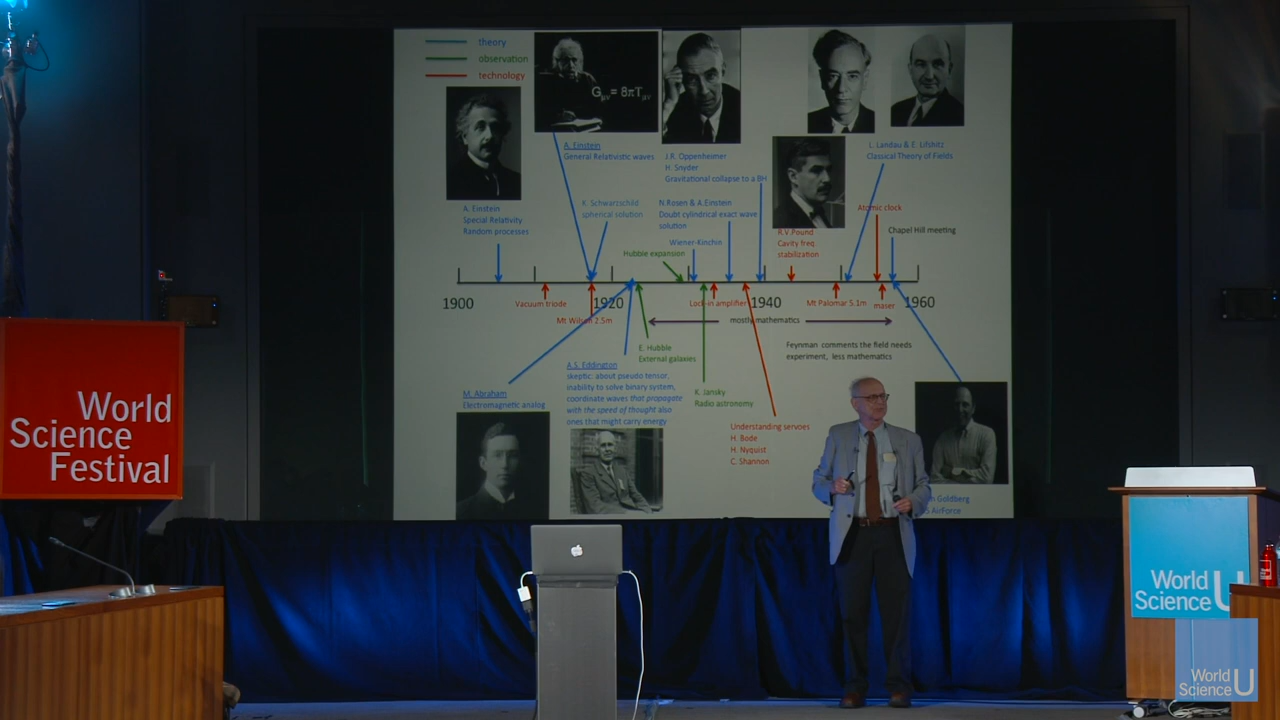 theory
observation
technology
Gμν = 8πTμν
A. Einstein
General Relativistic waves
J.R. Oppenheimer
H. Snyder
Gravitational collapse to a BH
L. Landau & E. Lifchitz
Classical Theory of Fields
A. Einstein
Special Relativity
Random processes
K. Schwarzschild
spherical solution
N.Rosen & A.Einstein
Doubt cylindrical exact wave
solution
Wiener-Kinchin
Hubble expansion
R.V.Pound
Cavity freq.
stabilization
Atomic clock
Chapel Hill meeting
1900
Vacuum triode
1920
Mt Wilson 2.5m
Lock-in amplifier
1940
Mt Palomar 5.1m
maser
1960
mostly mathematics
E. Hubble
External galaxies
Feynman comments the field needs
experiment, less mathematics
A.S. Eddington
skeptic: about pseudo tensor,
inability to solve binary system,
coordinate waves that propagate
with the speed of thought also
ones that might carry energy
M. Abraham
Electromagnetic analog
K. Jansky
Radio astronomy
Understanding servoes
H. Bode
H. Nyquist
C. Shannon
Goldberg
AirForce
World
Science
Festival
World
Science U
World
Science U